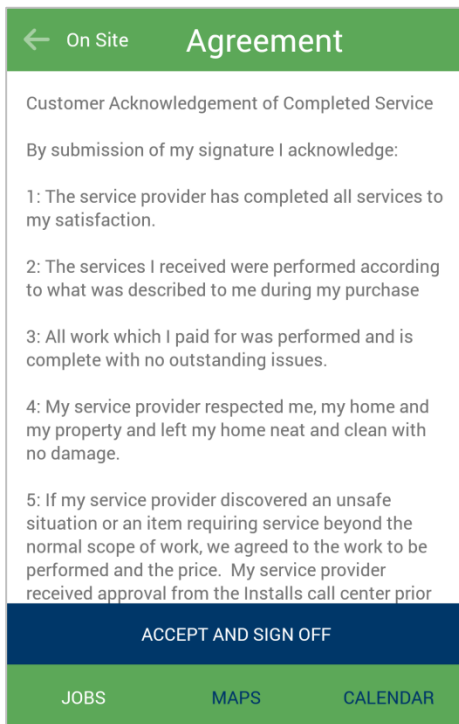 On Site Agreement
Customer Acknowledgement of Completed Service
By submission of my signature I acknowledge:
1: The service provider has completed all services to
my satisfaction.
2: The services I received were performed according
to what was described to me during my purchase
3: All work which I paid for was performed and is
complete with no outstanding issues.
4: My service provider respected me, my home and
my property and left my home neat and clean with
no damage.
5: If my service provider discovered an unsafe
situation or an item requiring service beyond the
normal scope of work, we agreed to the work to be
performed and the price.  My service provider
received approval from the Installs call center prior
ACCEPT AND SIGN OFF
JOBS MAPS CALENDAR